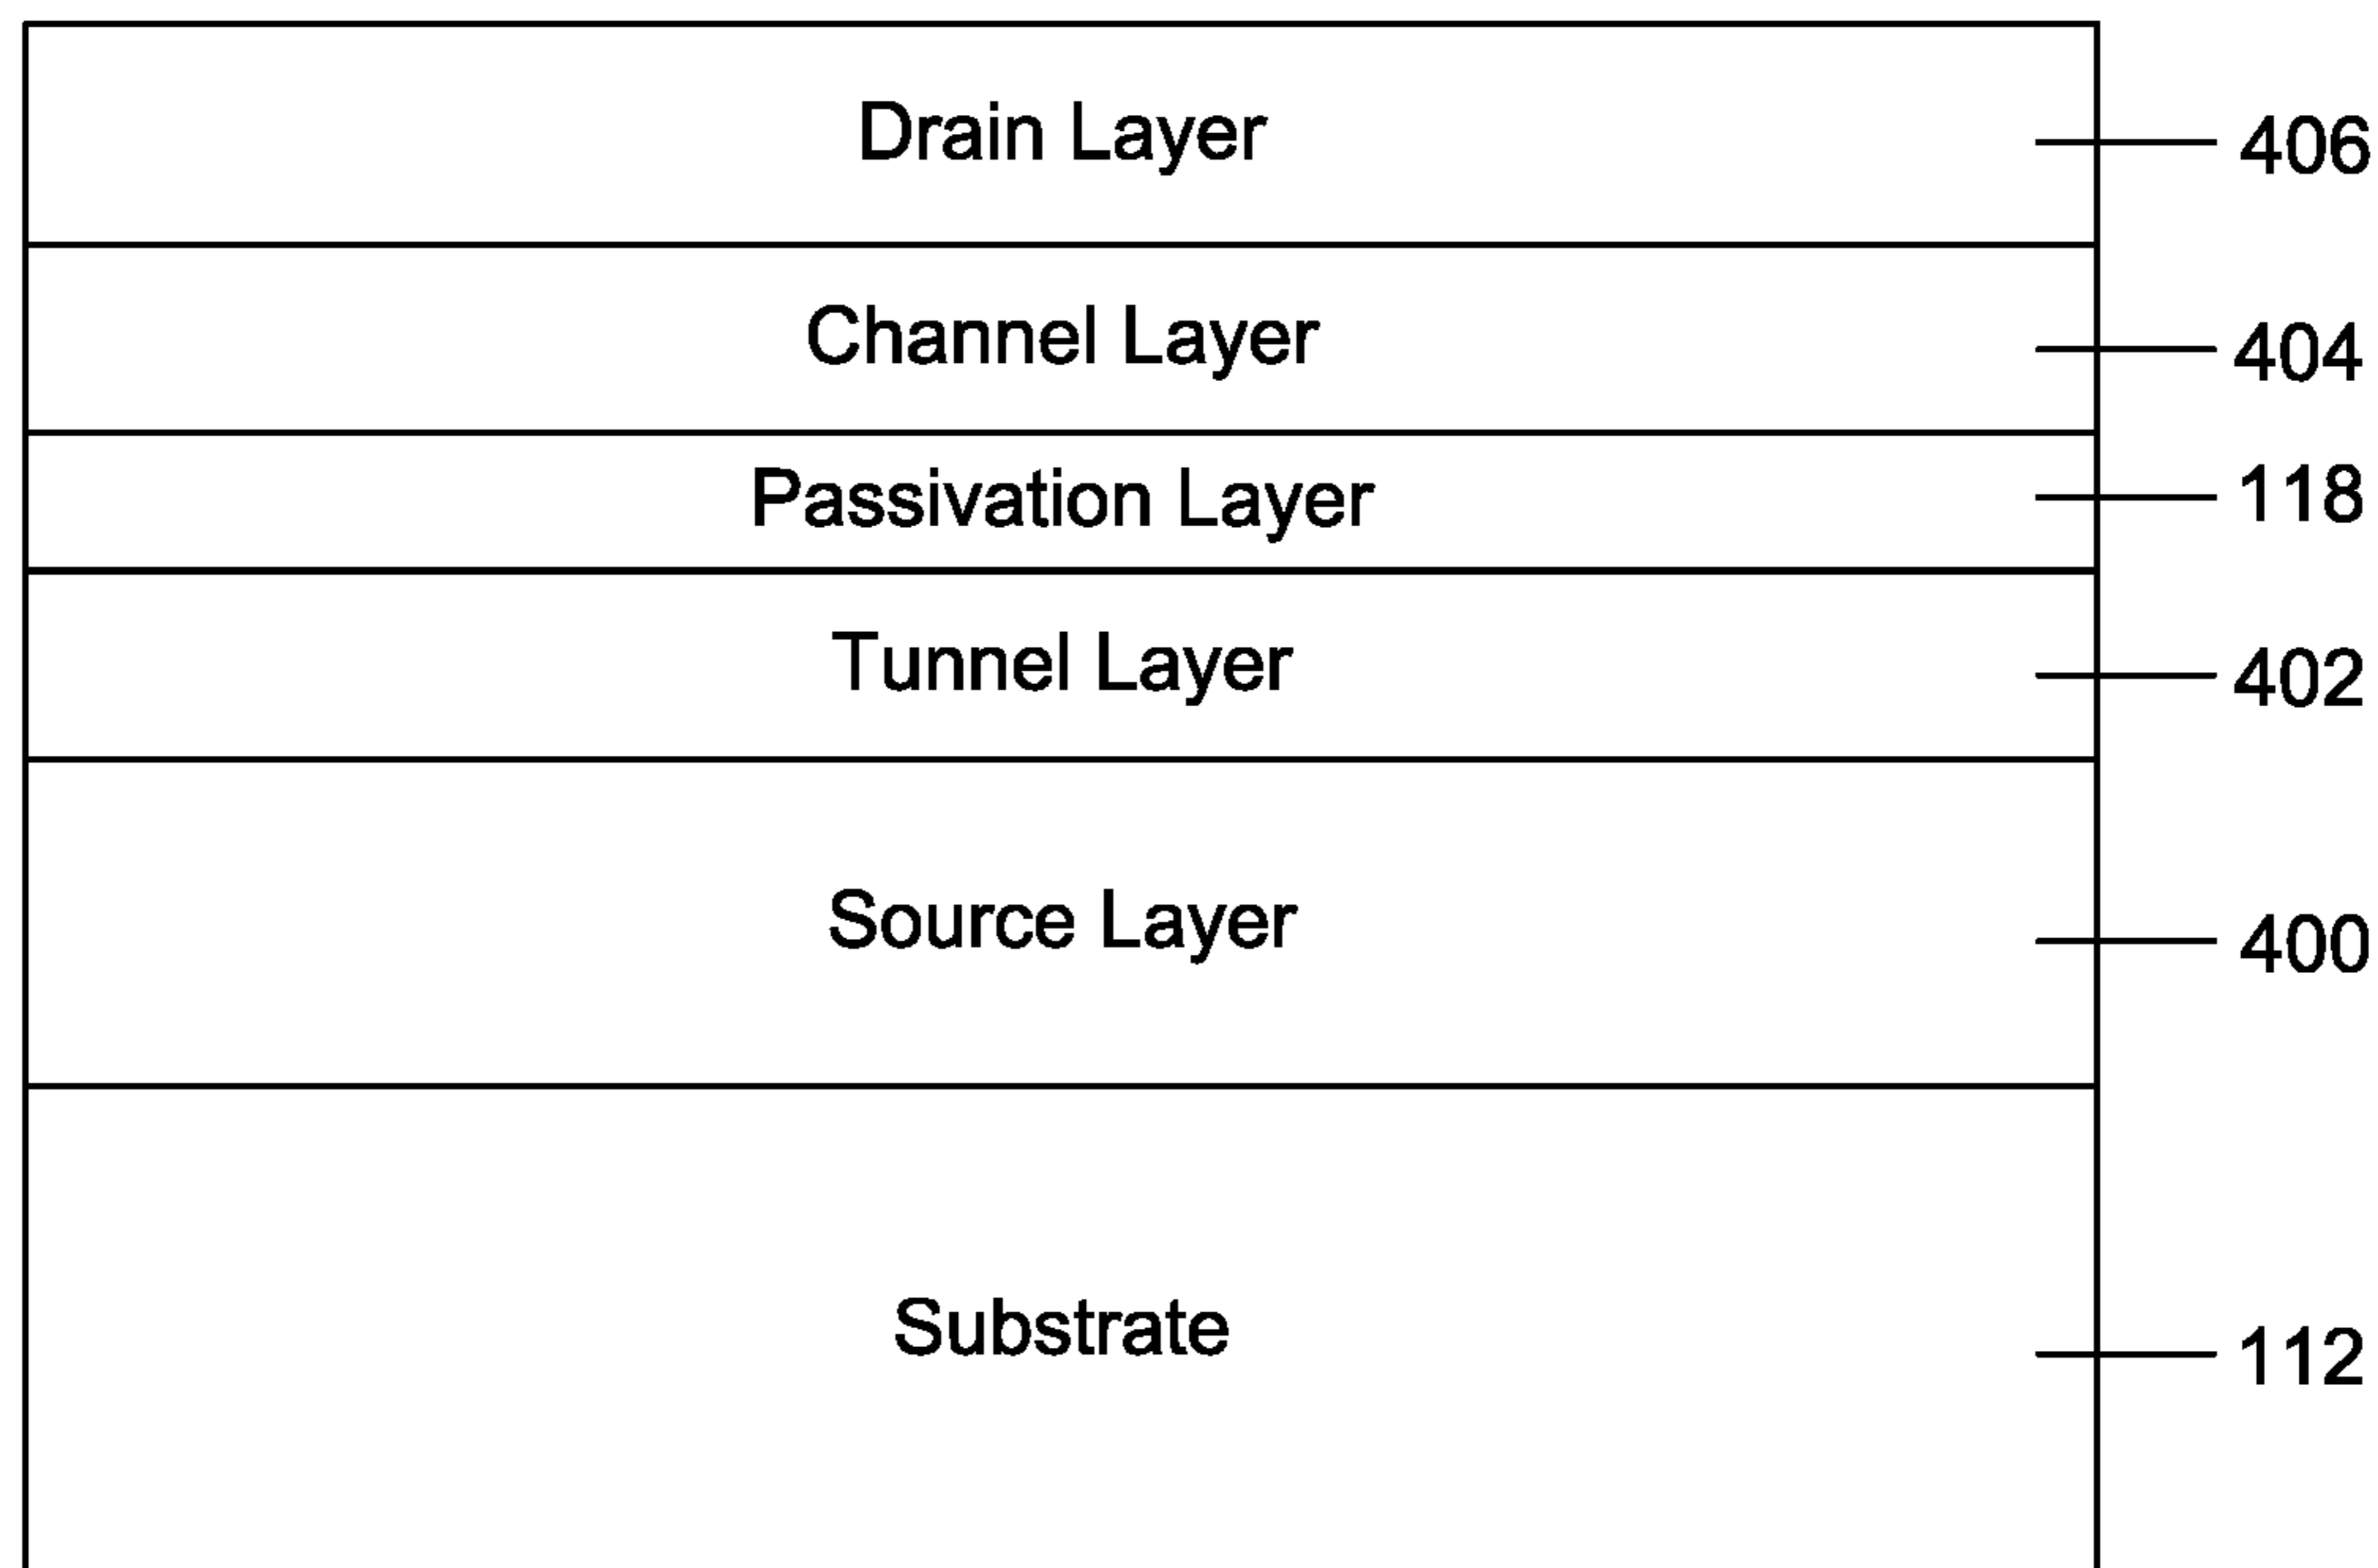 Drain Layer 406
Channel Layer 404
Passivation Layer 118
Tunnel Layer 402
Source Layer 400
Substrate 112